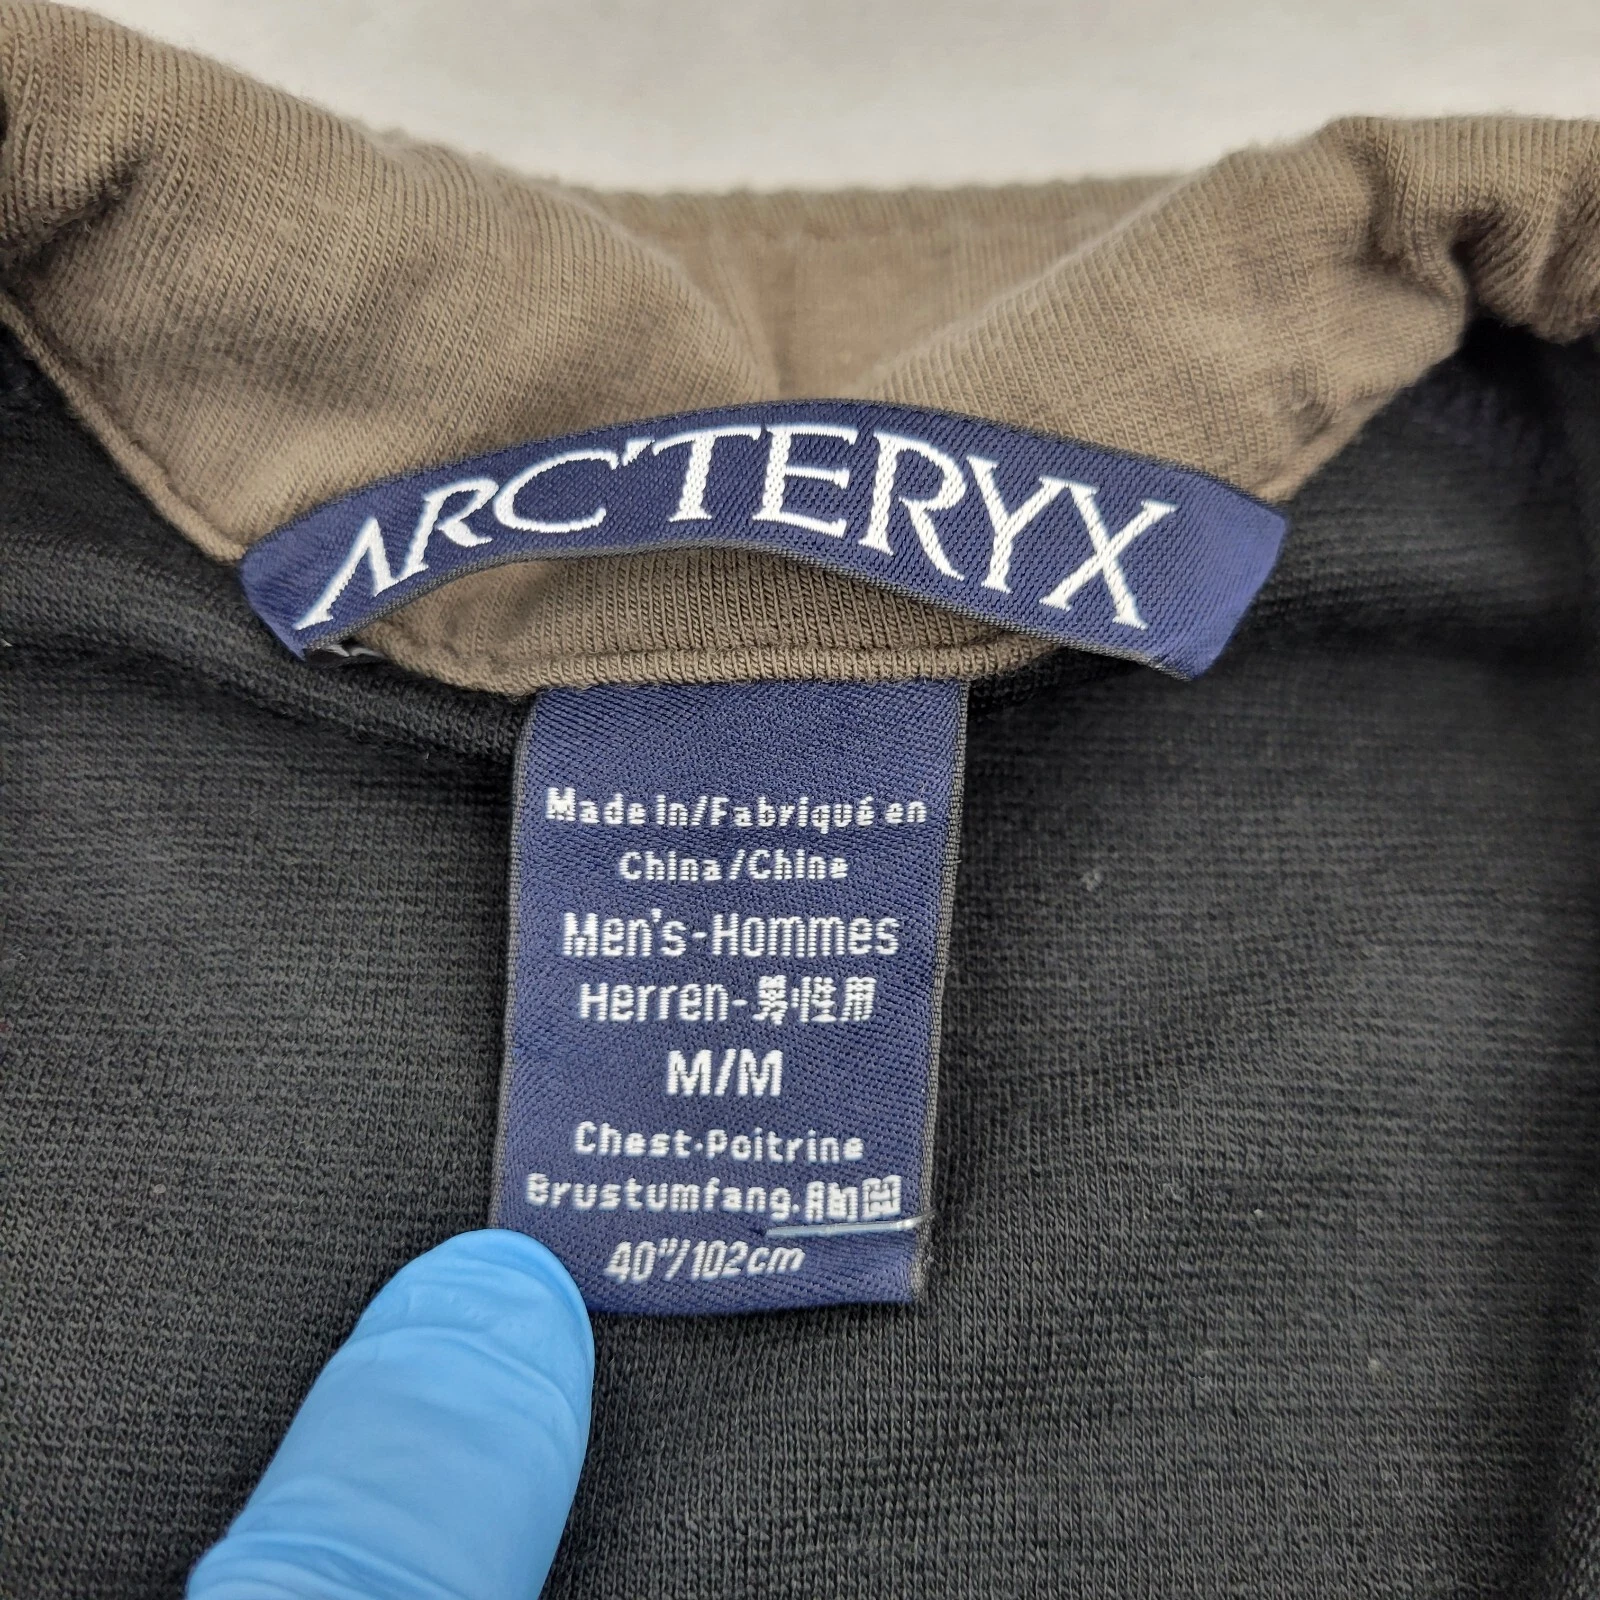 ARC'TERYX
Made in/Fabriqué en
China/Chine
Men's-Hommes
Herren-男性用
M/M
Chest·Poitrine
Brustumfang·胸囲
40"/102cm